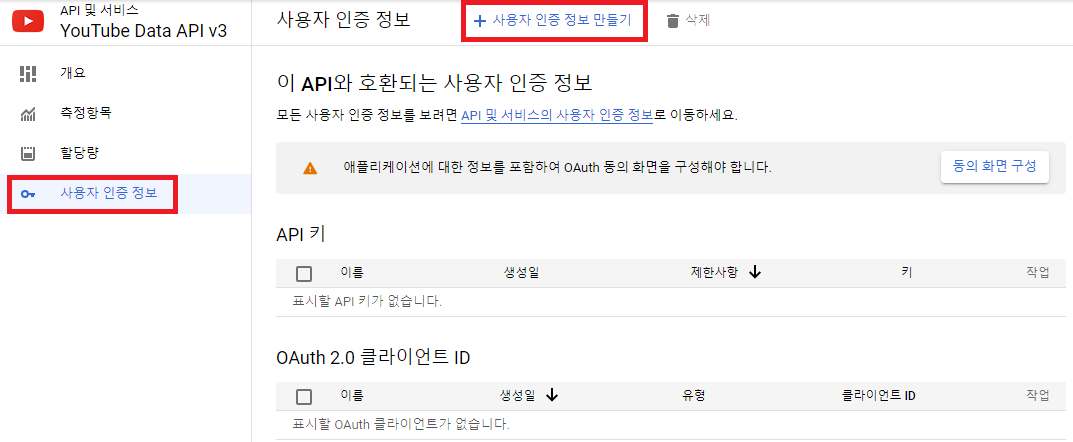 API 및 서비스
YouTube Data API v3
개요
측정항목
할당량
사용자 인증 정보
사용자 인증 정보
+ 사용자 인증 정보 만들기
삭제
이 API와 호환되는 사용자 인증 정보
모든 사용자 인증 정보를 보려면 API 및 서비스의 사용자 인증 정보로 이동하세요.
애플리케이션에 대한 정보를 포함하여 OAuth 동의 화면을 구성해야 합니다.
동의 화면 구성
API 키
이름 생성일 제한사항 키 작업
표시할 API 키가 없습니다.
OAuth 2.0 클라이언트 ID
이름 생성일 유형 클라이언트 ID 작업
표시할 OAuth 클라이언트가 없습니다.